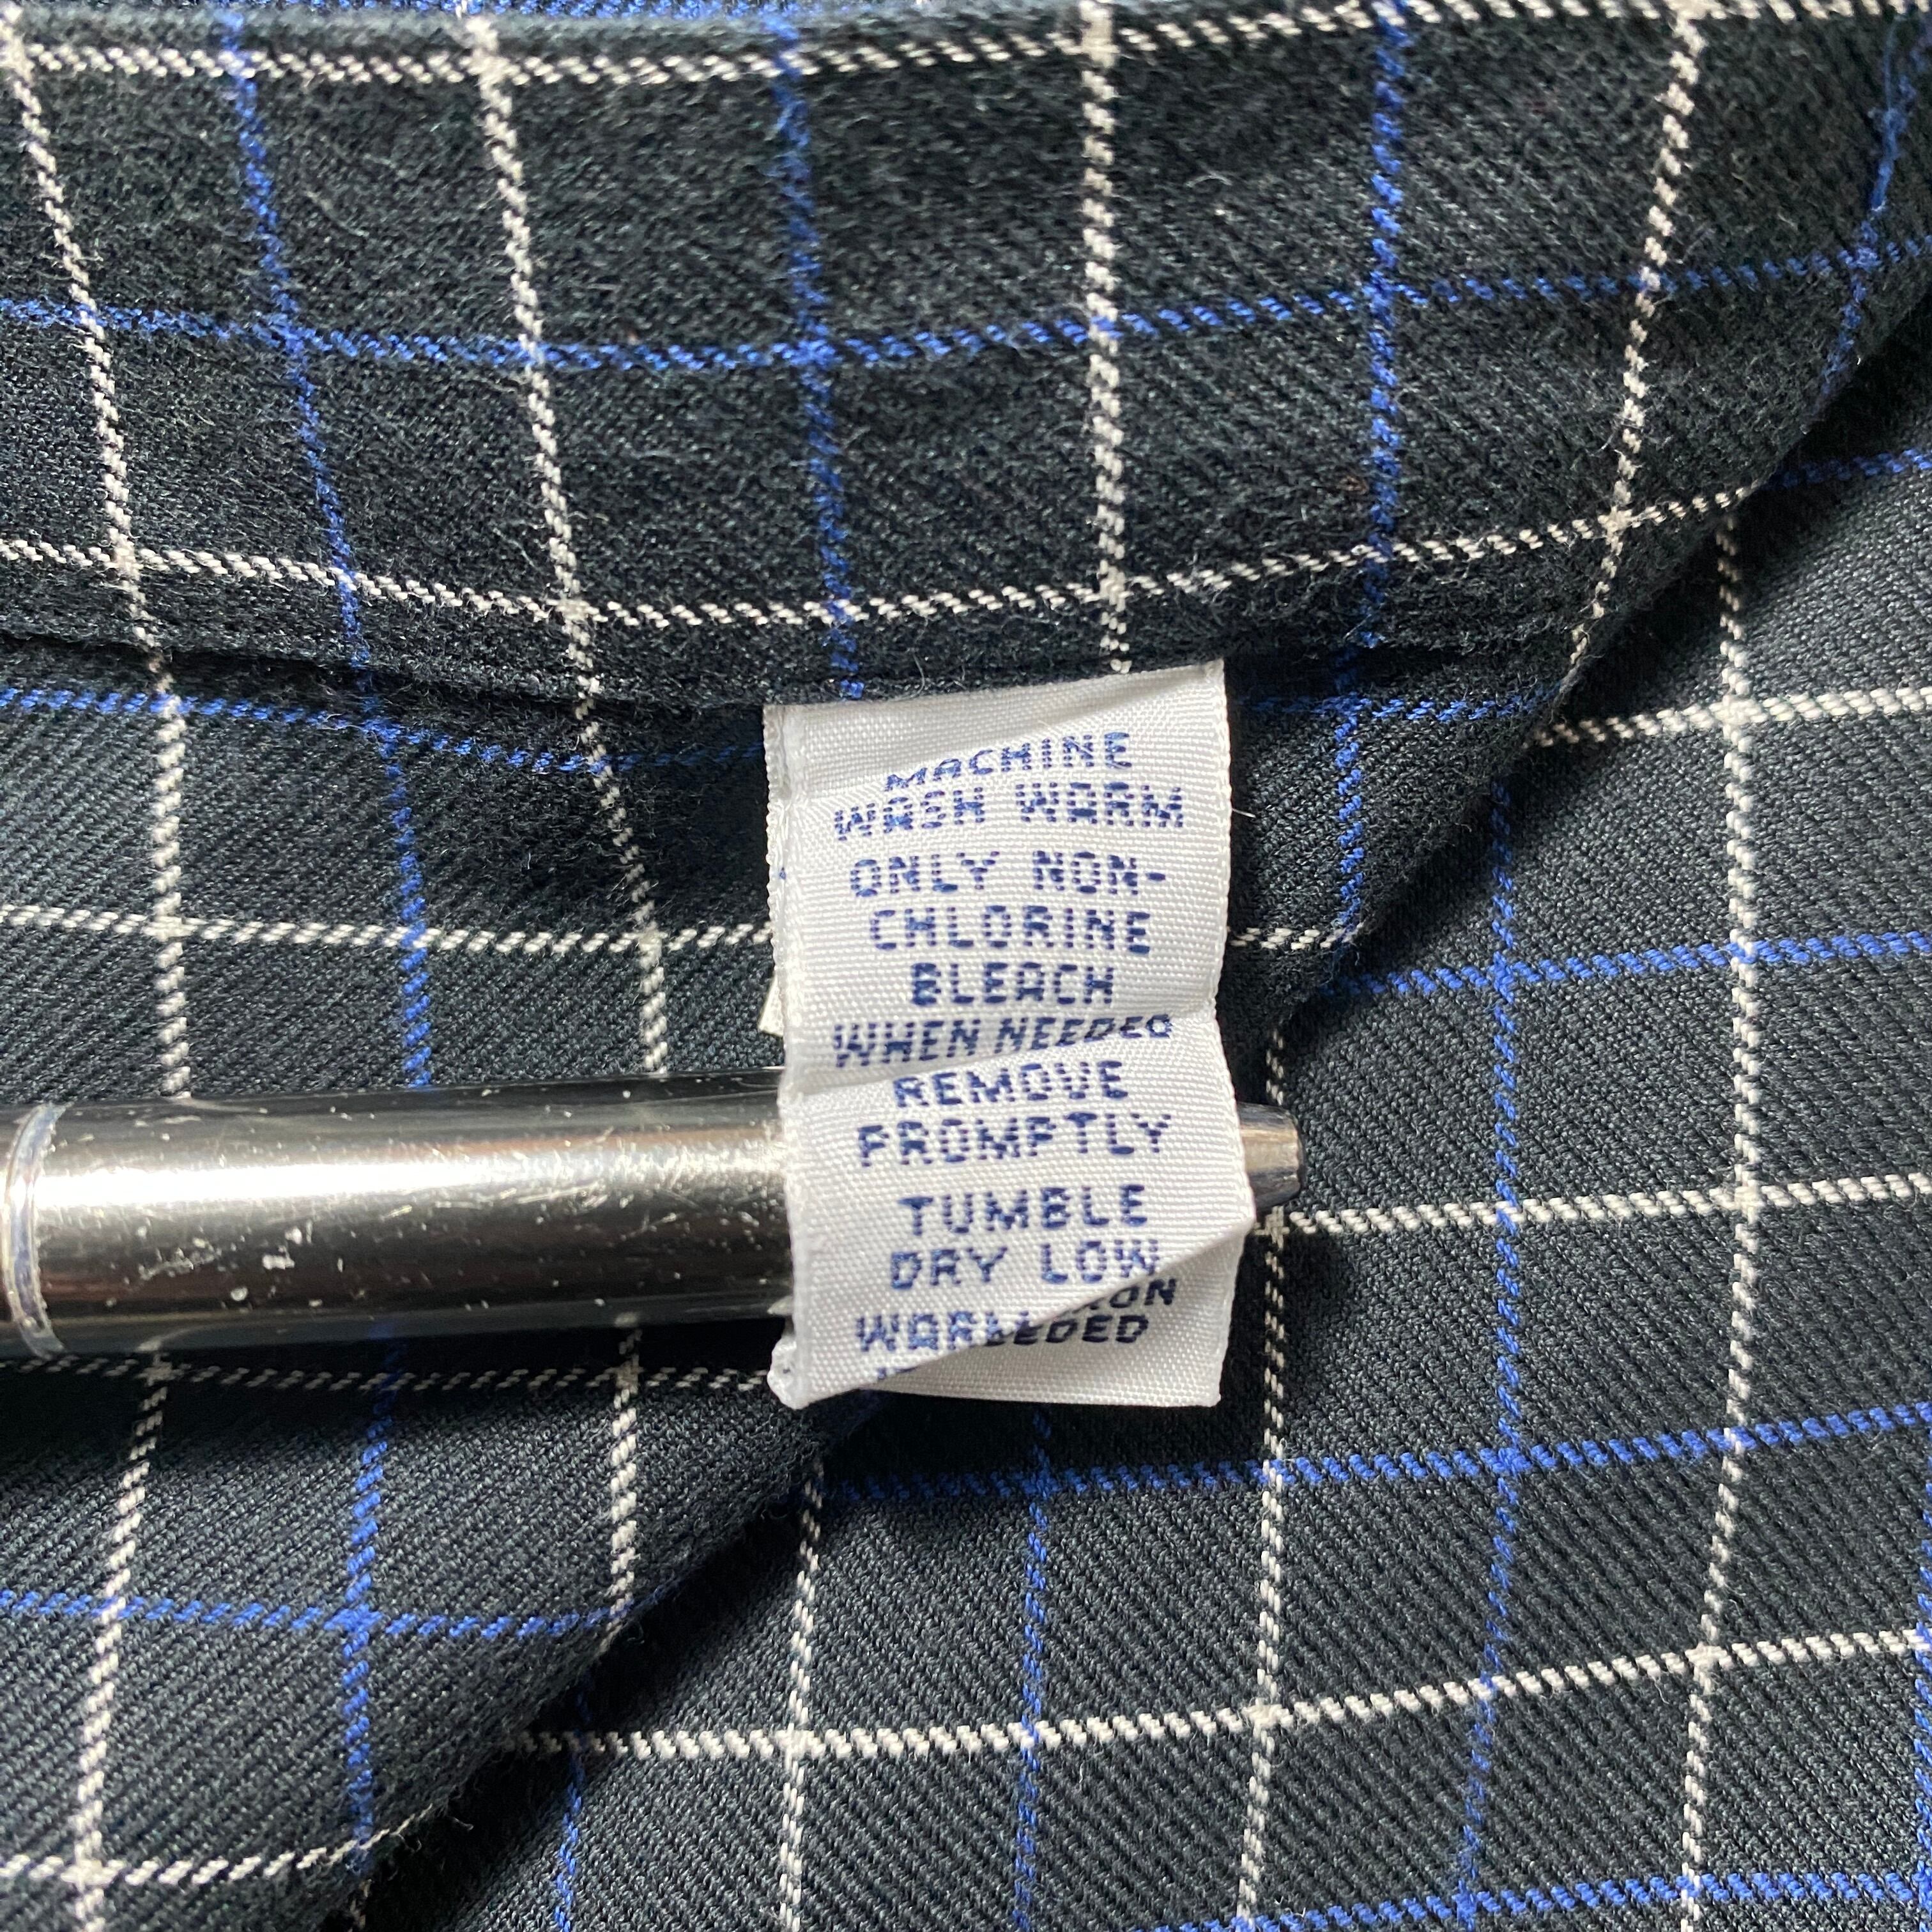 MACHINE
WASH WARM
ONLY NON-
CHLORINE
BLEACH
WHEN NEEDED
REMOVE
PROMPTLY
TUMBLE
DRY LOW